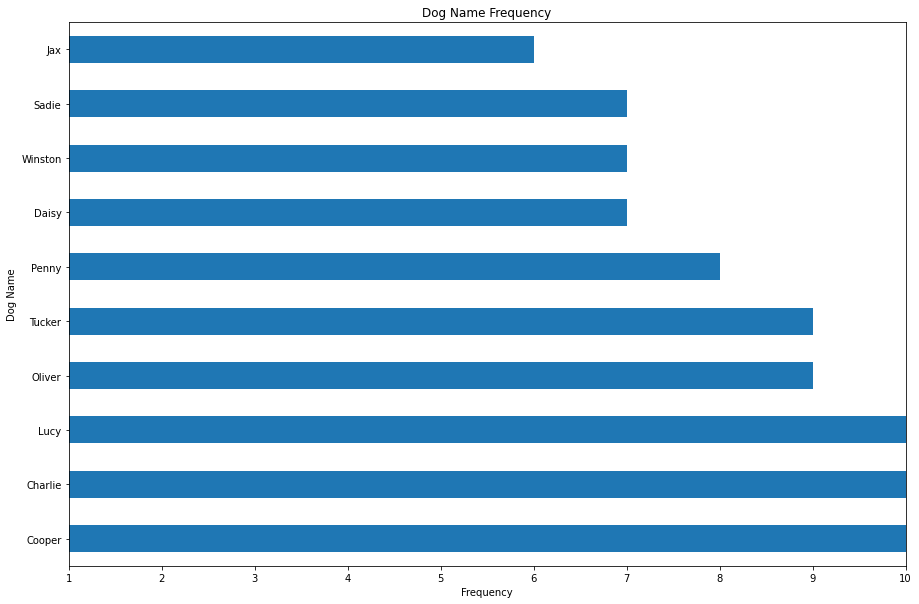 Dog Name Frequency
Dog Name
Jax
Sadie
Winston
Daisy
Penny
Tucker
Oliver
Lucy
Charlie
Cooper
1 2 3 4 5 6 7 8 9 10
Frequency